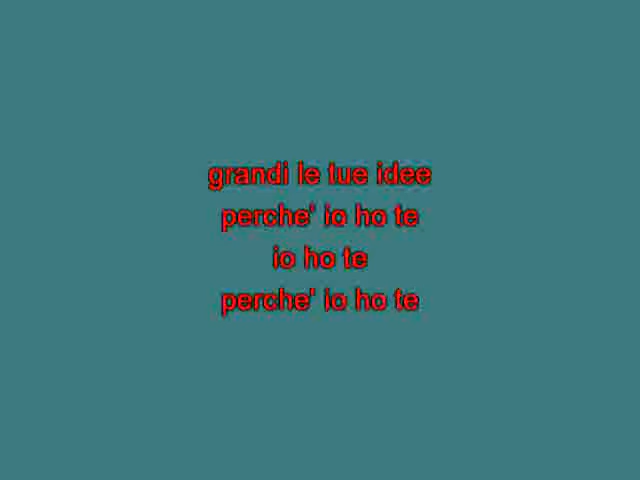 grandi le tue idee
perche' io ho te
io ho te
perche' io ho te